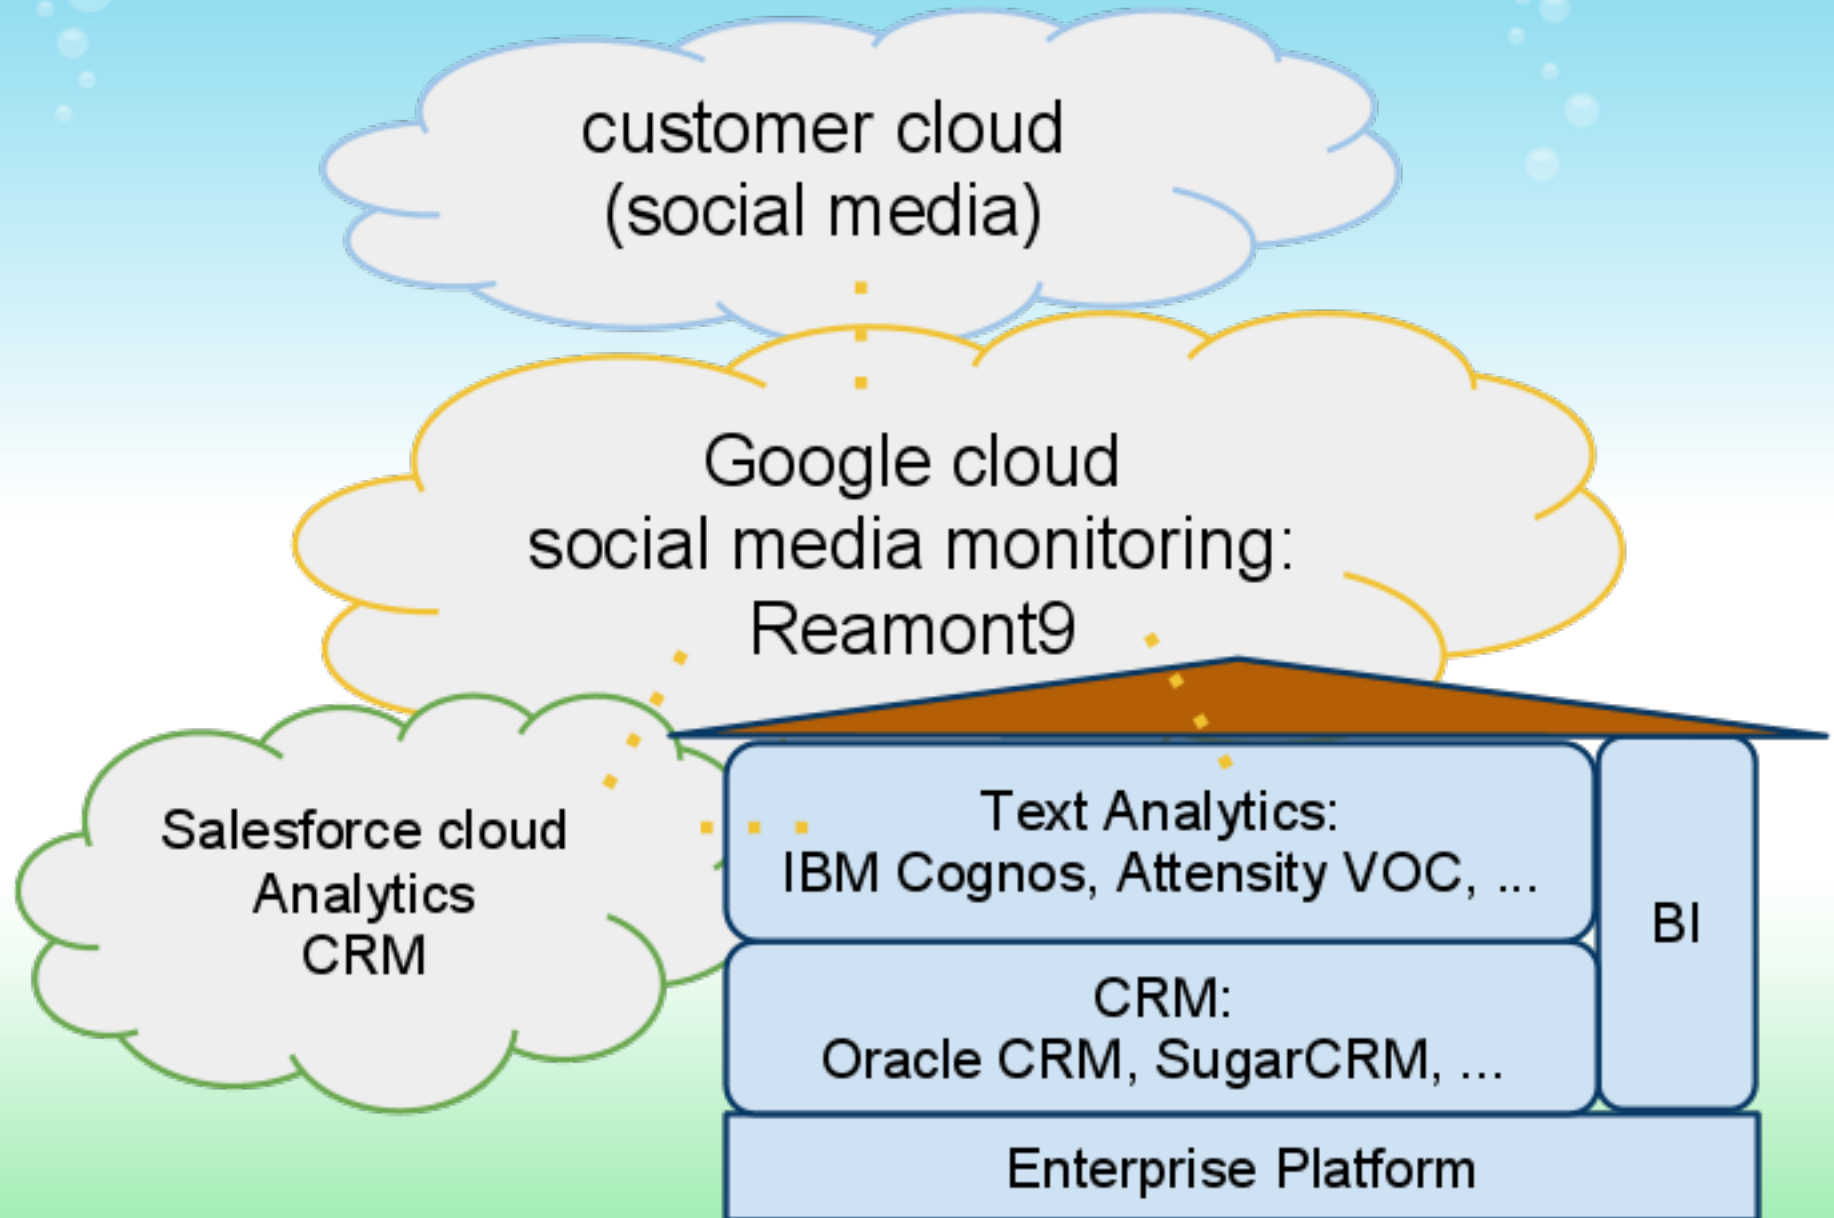 customer cloud
(social media)
Google cloud
social media monitoring:
Reamont9
Salesforce cloud
Analytics
CRM
Text Analytics:
IBM Cognos, Attensity VOC, ...
BI
CRM:
Oracle CRM, SugarCRM, ...
Enterprise Platform